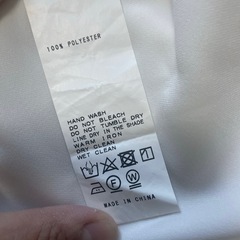 100% POLYESTER
HAND WASH
DO NOT BLEACH
DO NOT TUMBLE DRY
LINE DRY IN THE SHADE
WARM IRON
DRY CLEAN
WET CLEAN
F W
MADE IN CHINA